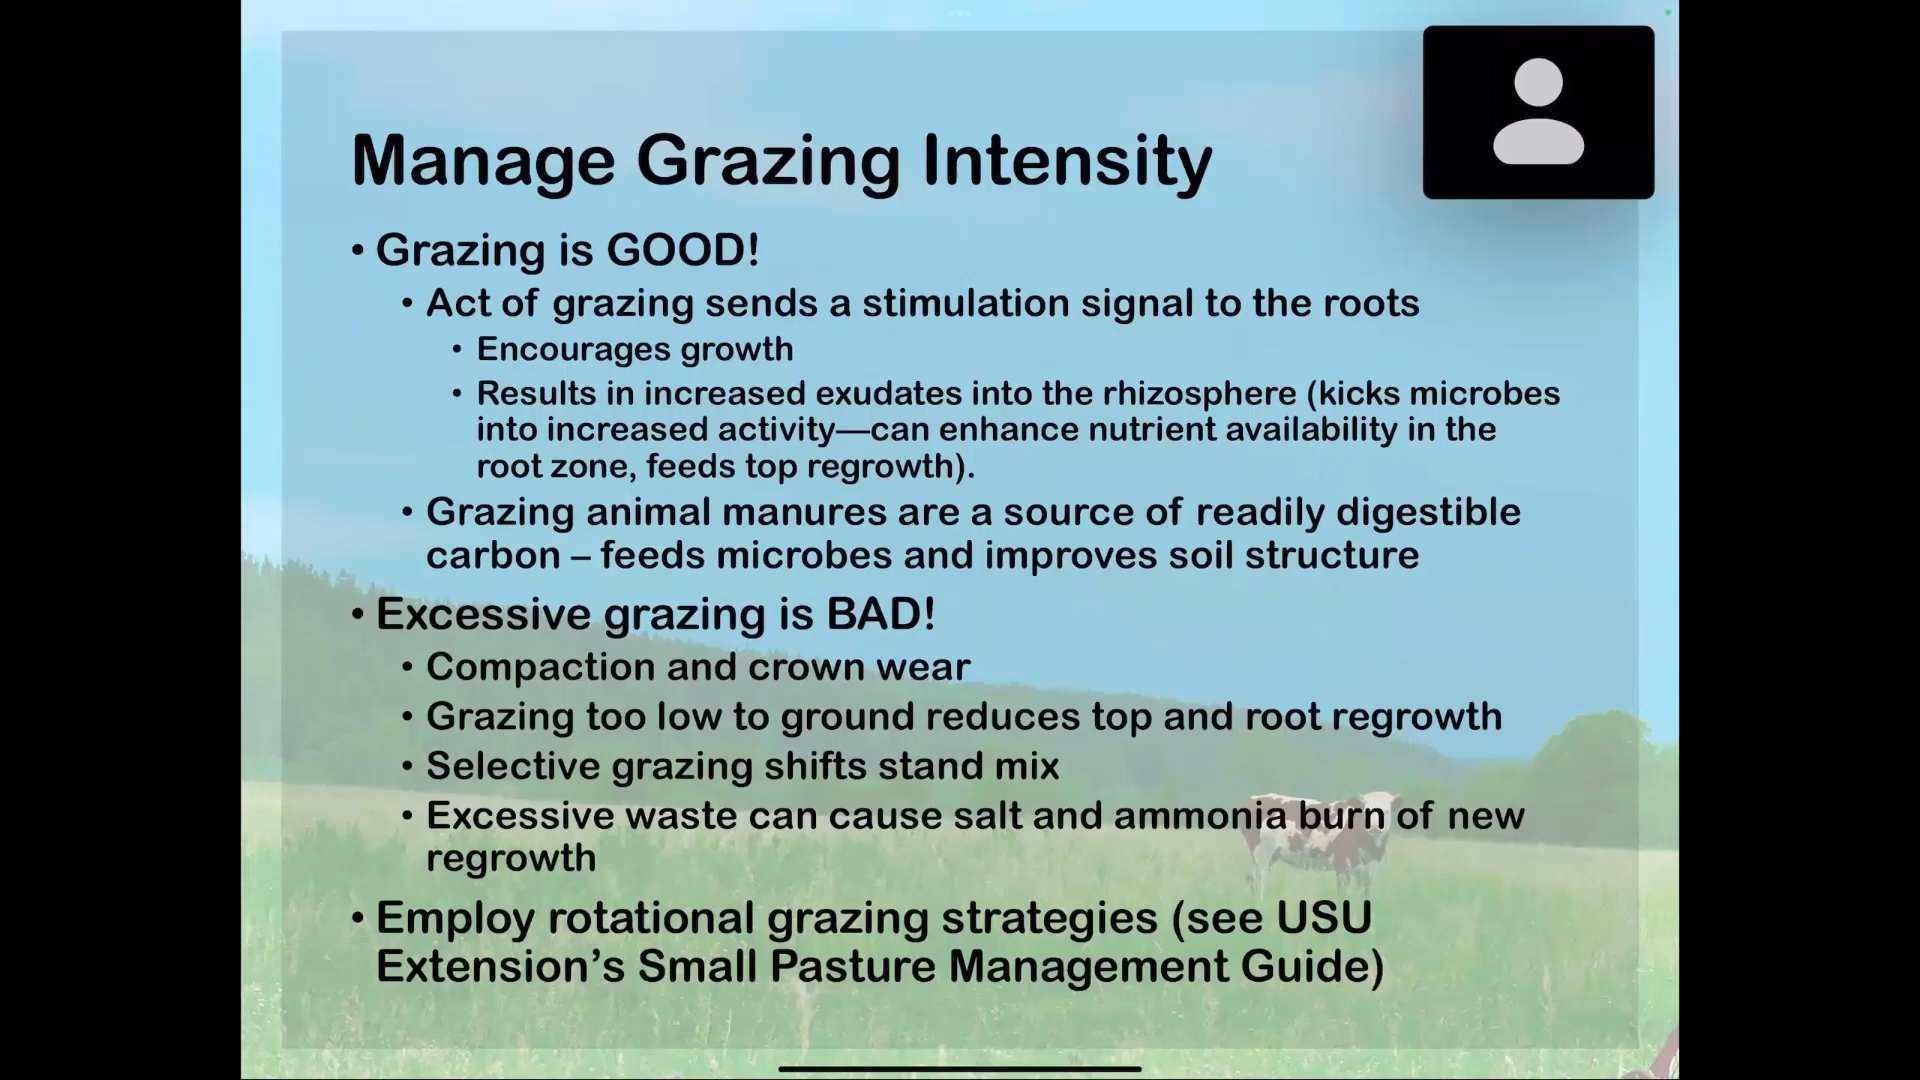 Manage Grazing Intensity
• Grazing is GOOD!
• Act of grazing sends a stimulation signal to the roots
• Encourages growth
• Results in increased exudates into the rhizosphere (kicks microbes
into increased activity—can enhance nutrient availability in the
root zone, feeds top regrowth).
• Grazing animal manures are a source of readily digestible
carbon – feeds microbes and improves soil structure
• Excessive grazing is BAD!
• Compaction and crown wear
• Grazing too low to ground reduces top and root regrowth
• Selective grazing shifts stand mix
• Excessive waste can cause salt and ammonia burn of new
regrowth
• Employ rotational grazing strategies (see USU
Extension’s Small Pasture Management Guide)